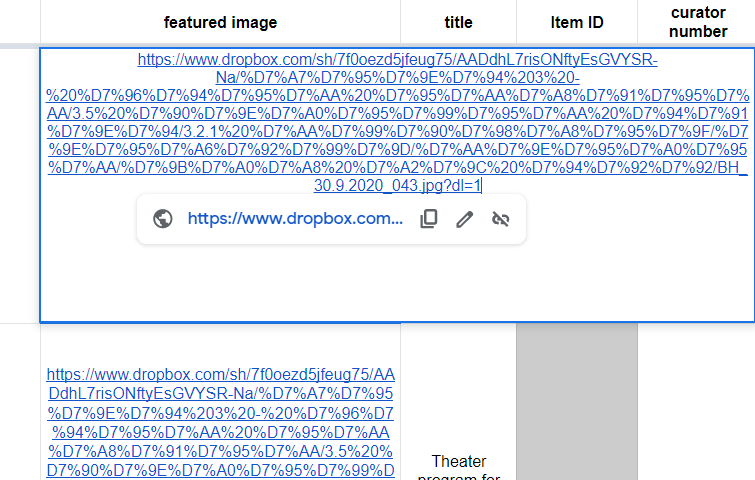 featured image
title
Item ID
curator
number
https://www.dropbox.com/sh/7f0oezd5jfeug75/AADdhL7risONftyEsGVYSR-
Na/%D7%A7%D7%95%D7%9E%D7%94%203%20-
%20%D7%96%D7%94%D7%95%D7%AA%20%D7%95%D7%AA%D7%A8%D7%91%D7%95%D7%
AA/3.5%20%D7%90%D7%9E%D7%A0%D7%95%D7%99%D7%95%D7%AA%20%D7%94%D7%91
%D7%9E%D7%94/3.2.1%20%D7%AA%D7%99%D7%90%D7%98%D7%A8%D7%95%D7%9F/%D7
%9E%D7%95%D7%A6%D7%92%D7%99%D7%9D/%D7%AA%D7%9E%D7%95%D7%A0%D7%95
%D7%AA/%D7%9B%D7%A0%D7%A8%20%D7%A2%D7%9C%20%D7%94%D7%92%D7%92/BH_
30.9.2020_043.jpg?dl=1
https://www.dropbox.com...
https://www.dropbox.com/sh/7f0oezd5jfeug75/AA
DdhL7risONftyEsGVYSR-Na/%D7%A7%D7%95
%D7%9E%D7%94%203%20-%20%D7%96%D7
%94%D7%95%D7%AA%20%D7%95%D7%AA
%D7%A8%D7%91%D7%95%D7%AA/3.5%20%
D7%90%D7%9E%D7%A0%D7%95%D7%99%D
Theater
program for